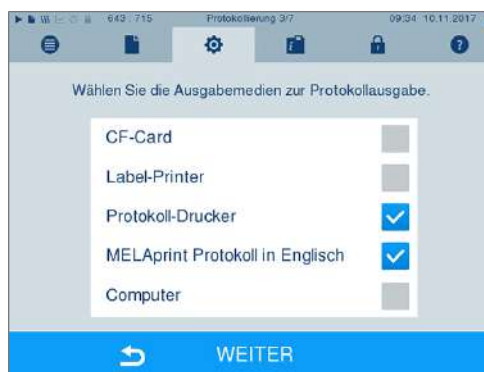 643 : 715 Protokollierung 3/7 09:34 10.11.2017
Wählen Sie die Ausgabemedien zur Protokollausgabe.
CF-Card
Label-Printer
Protokoll-Drucker
MELAprint Protokoll in Englisch
Computer
WEITER